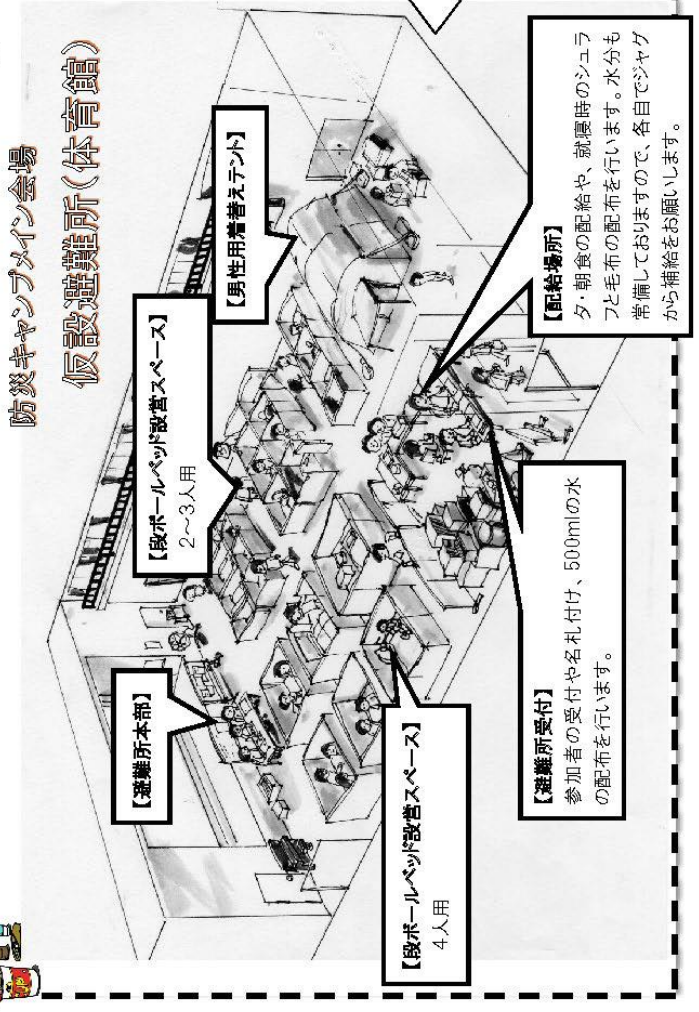 防災キャンプメイン会場
仮設避難所(体育館)
【避難所本部】
【段ボールベッド設営スペース】
2～3人用
【男性用着替えテント】
【段ボールベッド設営スペース】
4人用
【避難所受付】
参加者の受付や名札付け、500mlの水
の配布を行います。
【配給場所】
夕・朝食の配給や、就寝時のシュラ
フと毛布の配布を行います。水分も
常備しておりますので、各自でジャグ
から補給をお願いします。